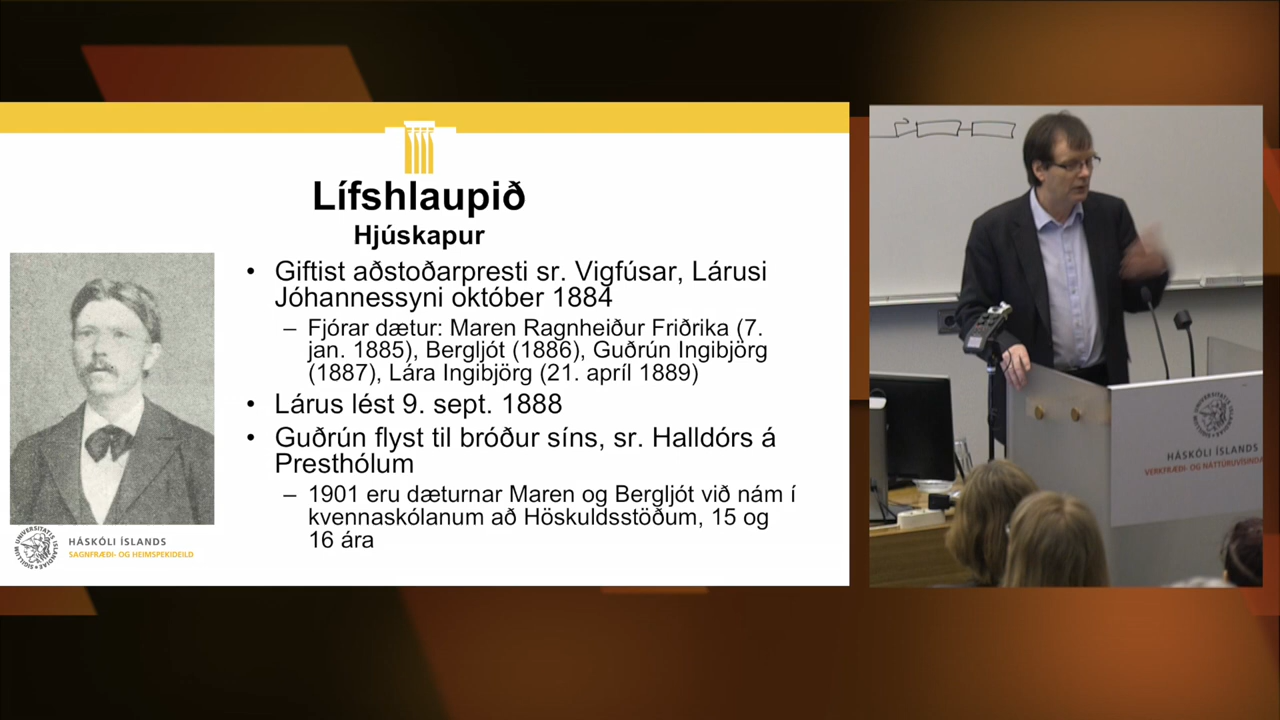 Lífshlaupið
Hjúskapur
• Giftist aðstoðarpresti sr. Vigfúsar, Lárusi
Jóhannessyni október 1884
– Fjórar dætur: Maren Ragnheiður Friðrika (7.
jan. 1885), Bergljót (1886), Guðrún Ingibjörg
(1887), Lára Ingibjörg (21. apríl 1889)
• Lárus lést 9. sept. 1888
• Guðrún flyst til bróður síns, sr. Halldórs á
Presthólum
– 1901 eru dæturnar Maren og Bergljót við nám í
kvennaskólanum að Höskuldsstöðum, 15 og
16 ára
SIGILLUM UNIVERSITATIS ISLANDIAE
HÁSKÓLI ÍSLANDS
SAGNFRÆÐI- OG HEIMSPEKIDEILD
HÁSKÓLI ÍSLANDS
VERKFRÆÐI- OG NÁTTÚRUVÍSINDA